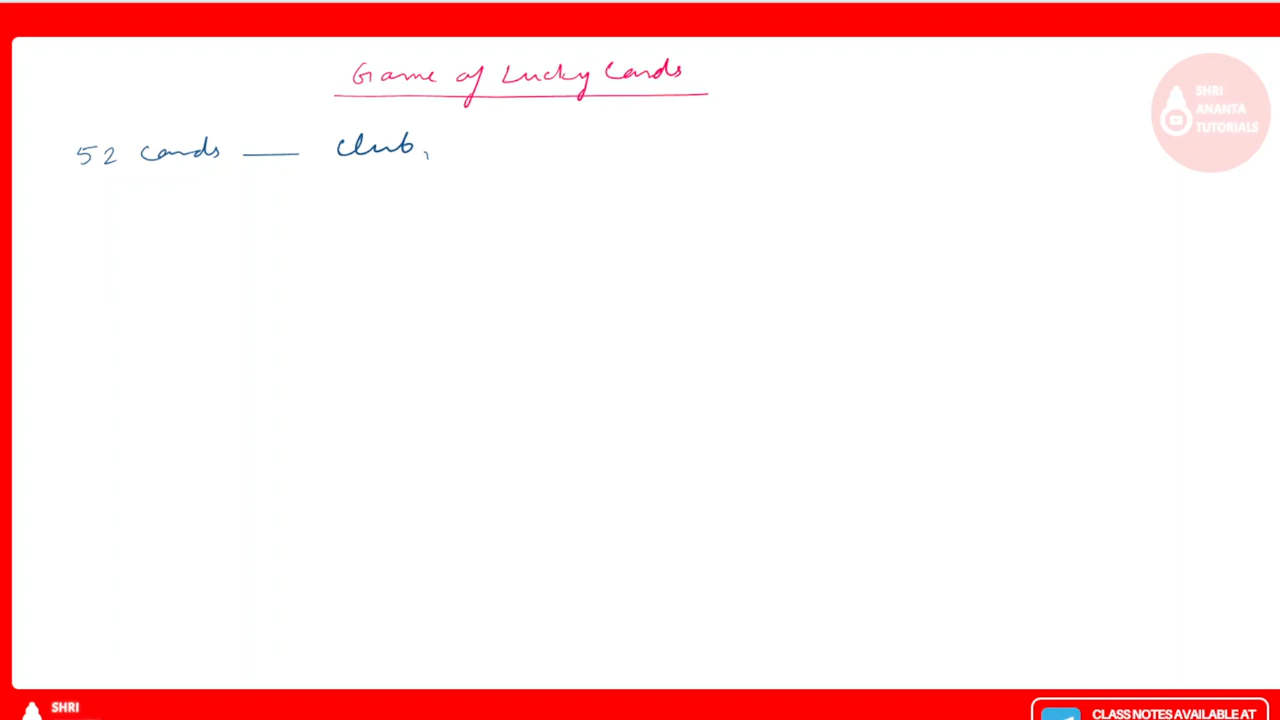 Game of Lucky Cards
SHRI
ANANTA
TUTORIALS
52 cards — club,
SHRI
CLASS NOTES AVAILABLE AT